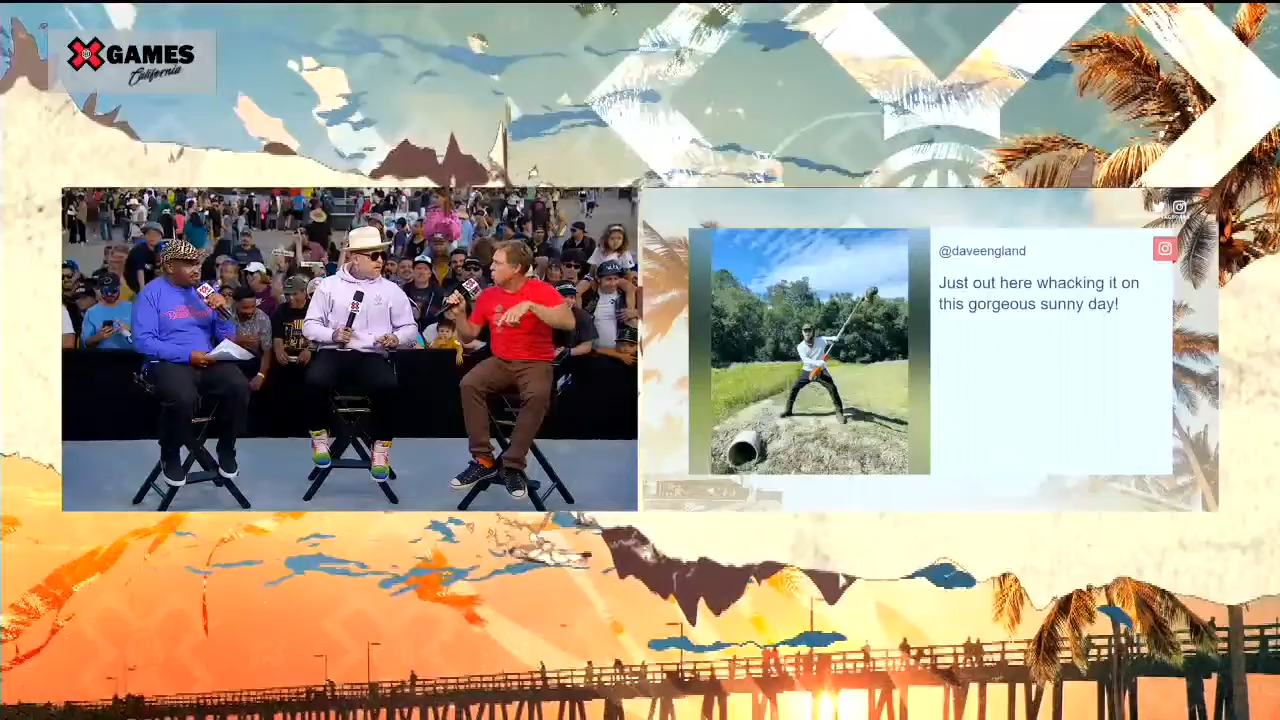 X GAMES
California
@daveengland
Just out here whacking it on
this gorgeous sunny day!